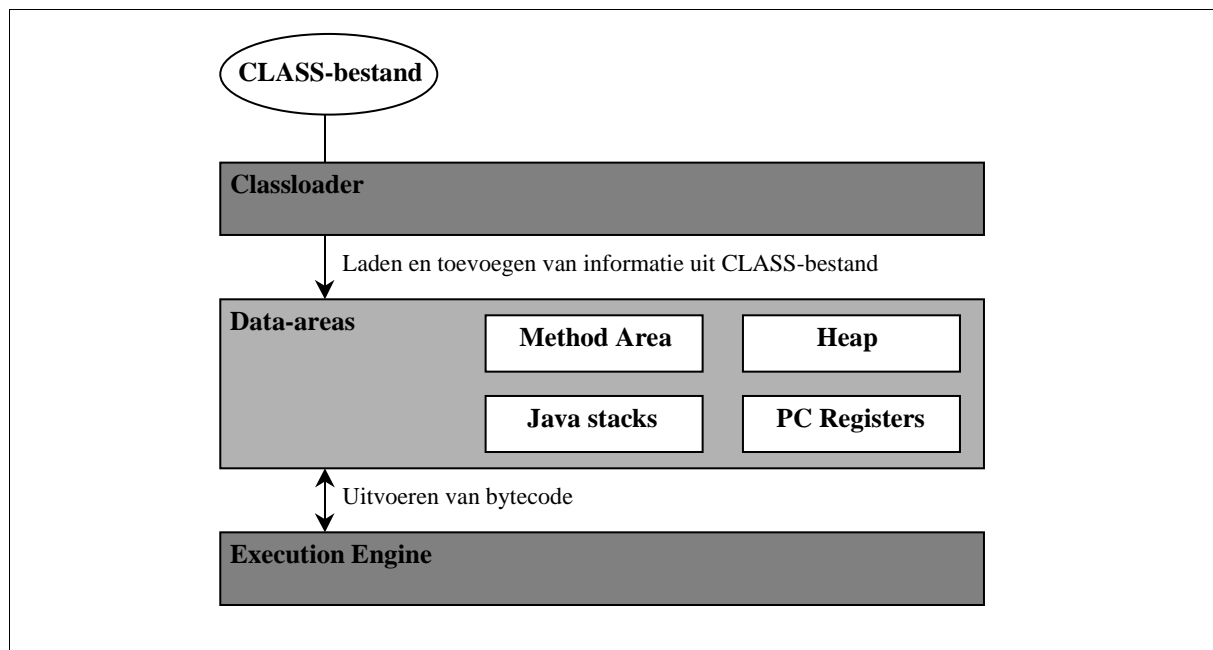 CLASS-bestand
Classloader
Laden en toevoegen van informatie uit CLASS-bestand
Data-areas
Method Area
Heap
Java stacks
PC Registers
Uitvoeren van bytecode
Execution Engine